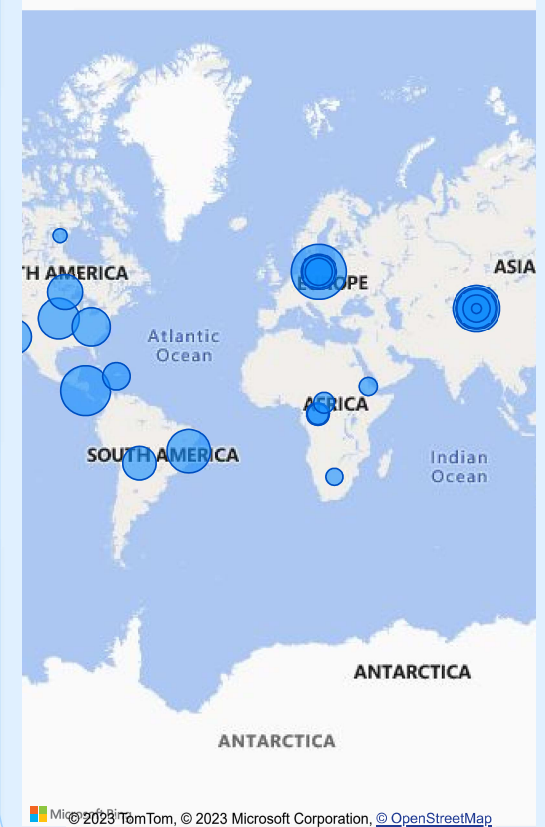 TH AMERICA
EUROPE
ASIA
Atlantic
Ocean
AFRICA
SOUTH AMERICA
Indian
Ocean
ANTARCTICA
ANTARCTICA
Microsoft Bing
© 2023 TomTom, © 2023 Microsoft Corporation, © OpenStreetMap